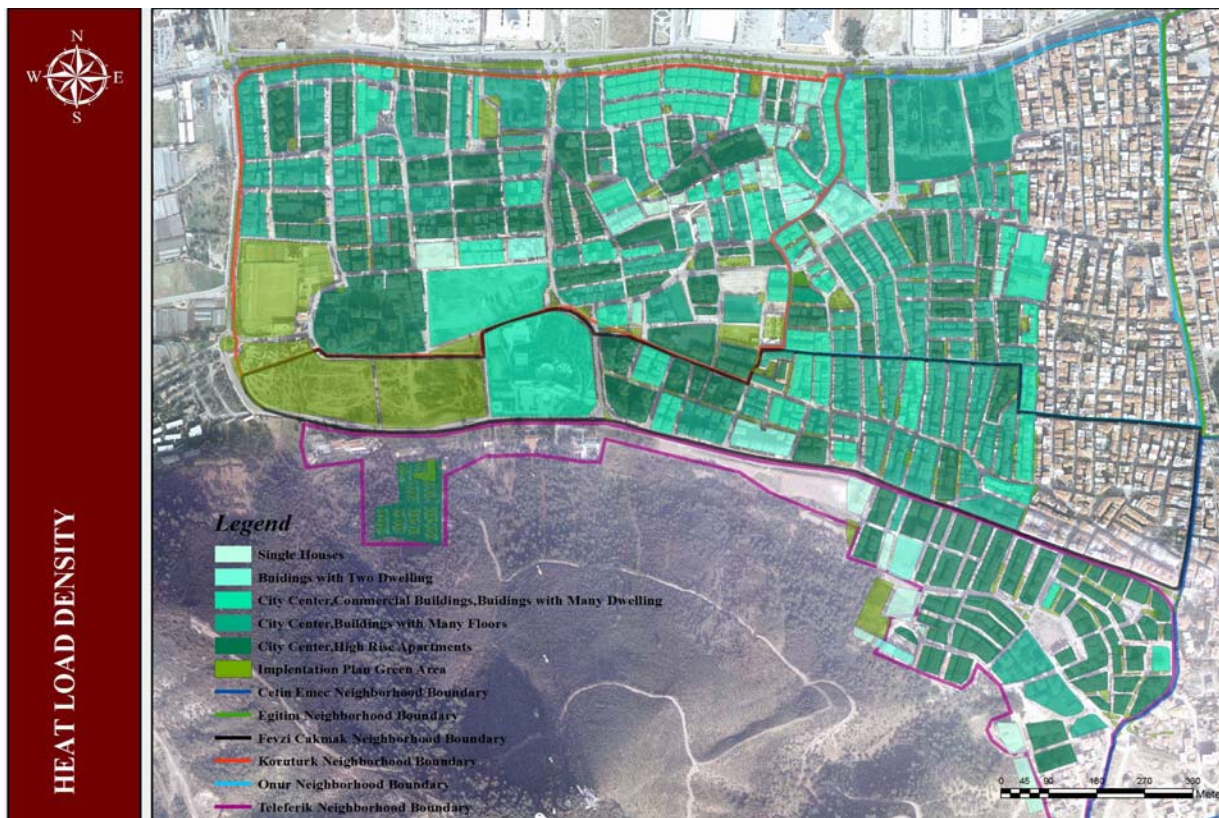 N
W E
S
HEAT LOAD DENSITY
Legend
Single Houses
Buidings with Two Dwelling
City Center,Commercial Buildings,Buidings with Many Dwelling
City Center,Buildings with Many Floors
City Center,High Rise Apartments
Implentation Plan Green Area
Cetin Emec Neighborhood Boundary
Egitim Neighborhood Boundary
Fevzi Cakmak Neighborhood Boundary
Koruturk Neighborhood Boundary
Onur Neighborhood Boundary
Teleferik Neighborhood Boundary
0 45 90 180 270 360
Mete